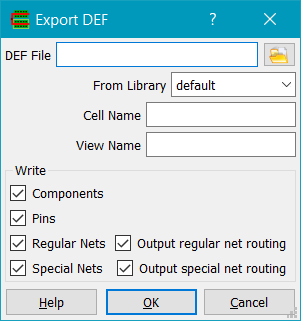 Export DEF ?
DEF File
From Library default
Cell Name
View Name
Write
Components
Pins
Regular Nets Output regular net routing
Special Nets Output special net routing
Help OK Cancel